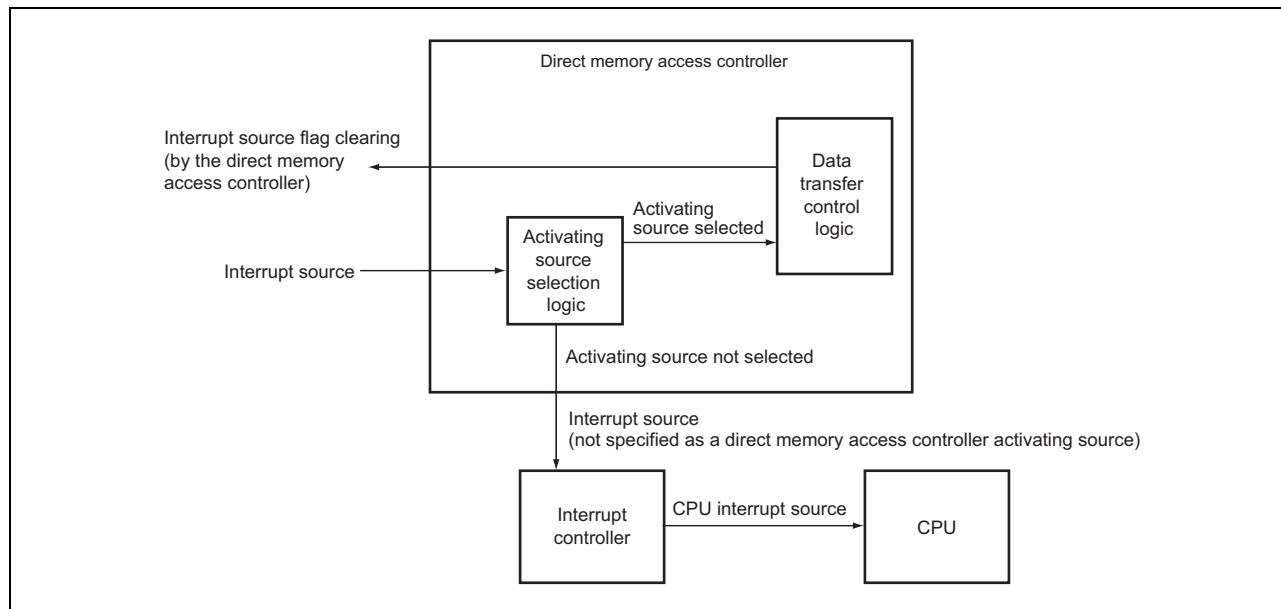 Direct memory access controller
Interrupt source flag clearing
(by the direct memory
access controller)
Data
transfer
control
logic
Activating
source selected
Activating
source
selection
logic
Interrupt source
Activating source not selected
Interrupt source
(not specified as a direct memory access controller activating source)
Interrupt
controller
CPU interrupt source
CPU